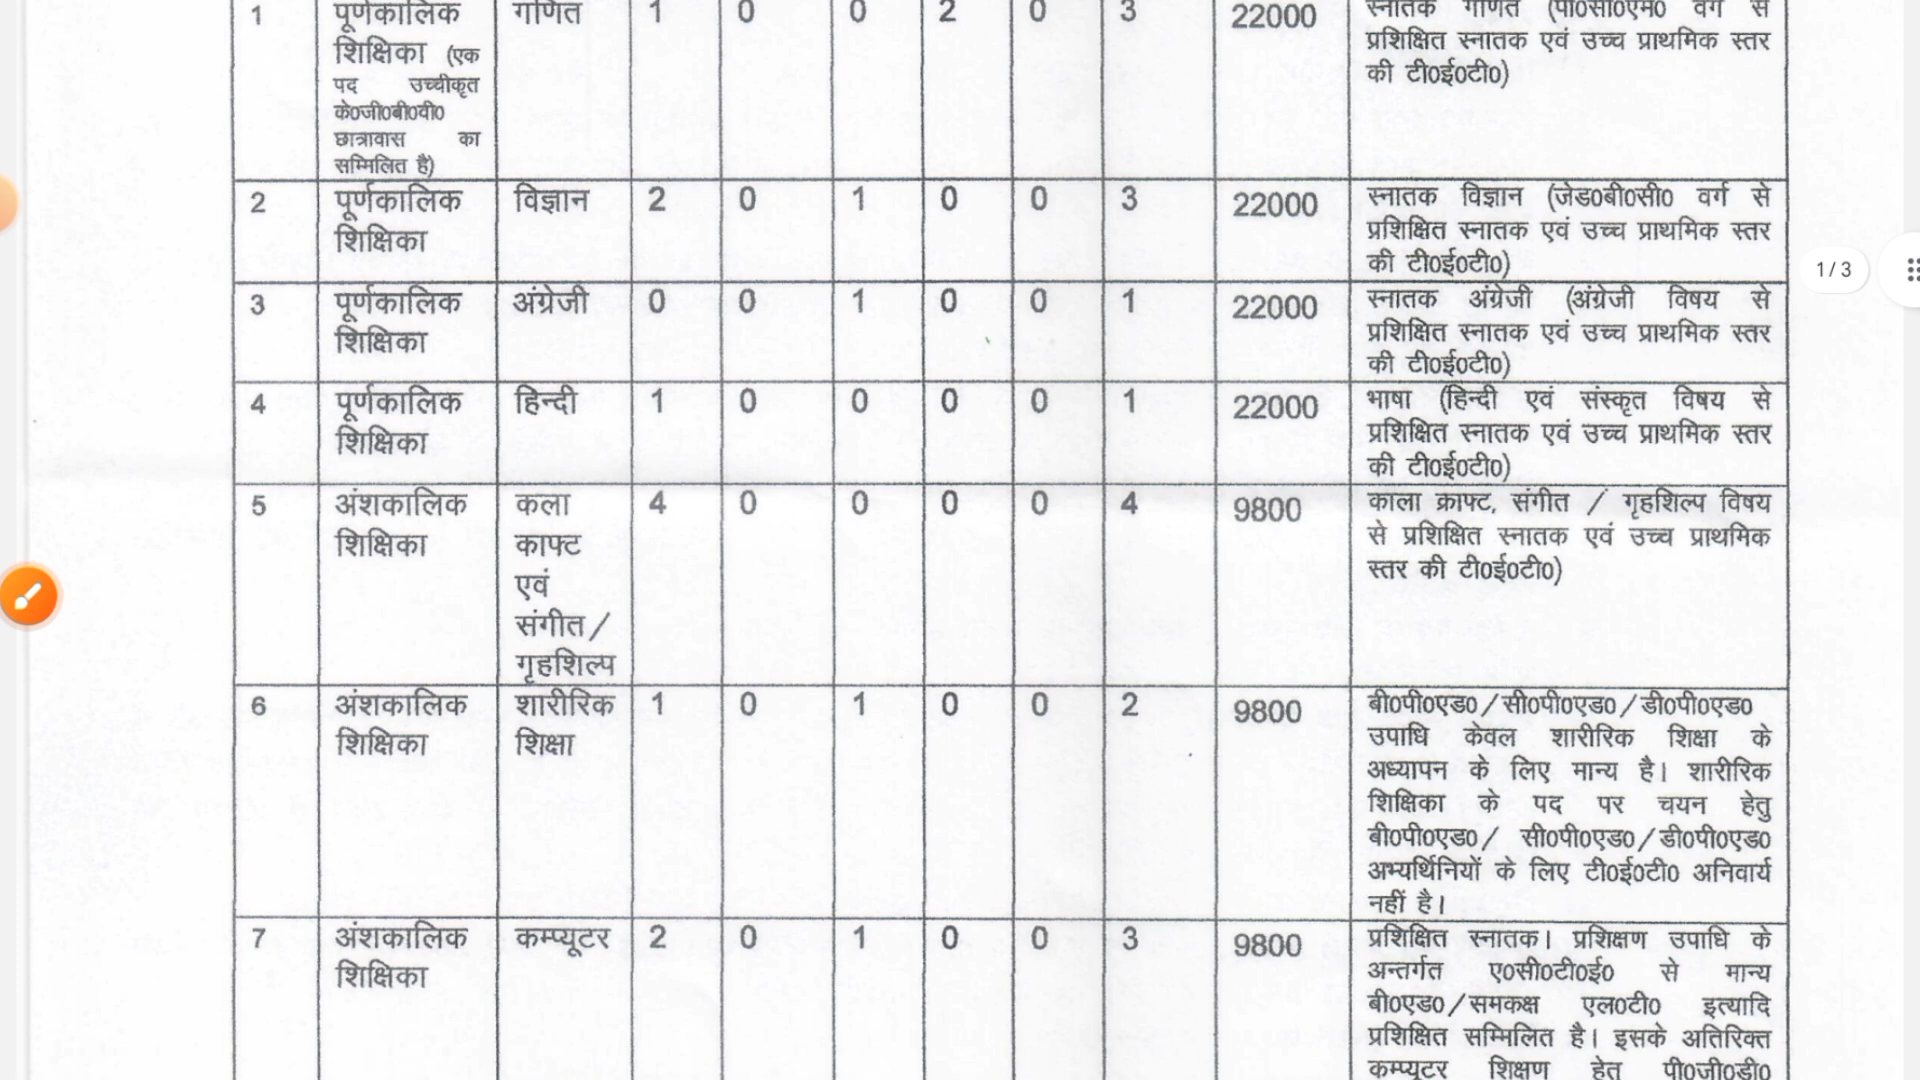 1 पूर्णकालिक गणित 1 0 0 2 0 3 22000 स्नातक गणित (पी0सी0एम0 वर्ग से
शिक्षिका (एक प्रशिक्षित स्नातक एवं उच्च प्राथमिक स्तर
पद उच्चीकृत की टी0ई0टी0)
के0जी0बी0वी0
छात्रावास का
सम्मिलित है)
2 पूर्णकालिक विज्ञान 2 0 1 0 0 3 22000 स्नातक विज्ञान (जेड0बी0सी0 वर्ग से
शिक्षिका प्रशिक्षित स्नातक एवं उच्च प्राथमिक स्तर
की टी0ई0टी0)
1/3
3 पूर्णकालिक अंग्रेजी 0 0 1 0 0 1 22000 स्नातक अंग्रेजी (अंग्रेजी विषय से
शिक्षिका प्रशिक्षित स्नातक एवं उच्च प्राथमिक स्तर
की टी0ई0टी0)
4 पूर्णकालिक हिन्दी 1 0 0 0 0 1 22000 भाषा (हिन्दी एवं संस्कृत विषय से
शिक्षिका प्रशिक्षित स्नातक एवं उच्च प्राथमिक स्तर
की टी0ई0टी0)
5 अंशकालिक कला 4 0 0 0 0 4 9800 काला क्राफ्ट, संगीत / गृहशिल्प विषय
शिक्षिका काफ्ट से प्रशिक्षित स्नातक एवं उच्च प्राथमिक
एवं स्तर की टी0ई0टी0)
संगीत/
गृहशिल्प
6 अंशकालिक शारीरिक 1 0 1 0 0 2 9800 बी0पी0एड0/सी0पी0एड0/डी0पी0एड0
शिक्षिका शिक्षा उपाधि केवल शारीरिक शिक्षा के
अध्यापन के लिए मान्य है। शारीरिक
शिक्षिका के पद पर चयन हेतु
बी0पी0एड0/ सी0पी0एड0/डी0पी0एड0
अभ्यर्थिनियों के लिए टी0ई0टी0 अनिवार्य
नहीं है।
7 अंशकालिक कम्प्यूटर 2 0 1 0 0 3 9800 प्रशिक्षित स्नातक। प्रशिक्षण उपाधि के
शिक्षिका अन्तर्गत ए0सी0टी0ई0 से मान्य
बी0एड0/समकक्ष एल0टी0 इत्यादि
प्रशिक्षित सम्मिलित है। इसके अतिरिक्त
कम्प्यूटर शिक्षण हेतु पी0जी0डी0